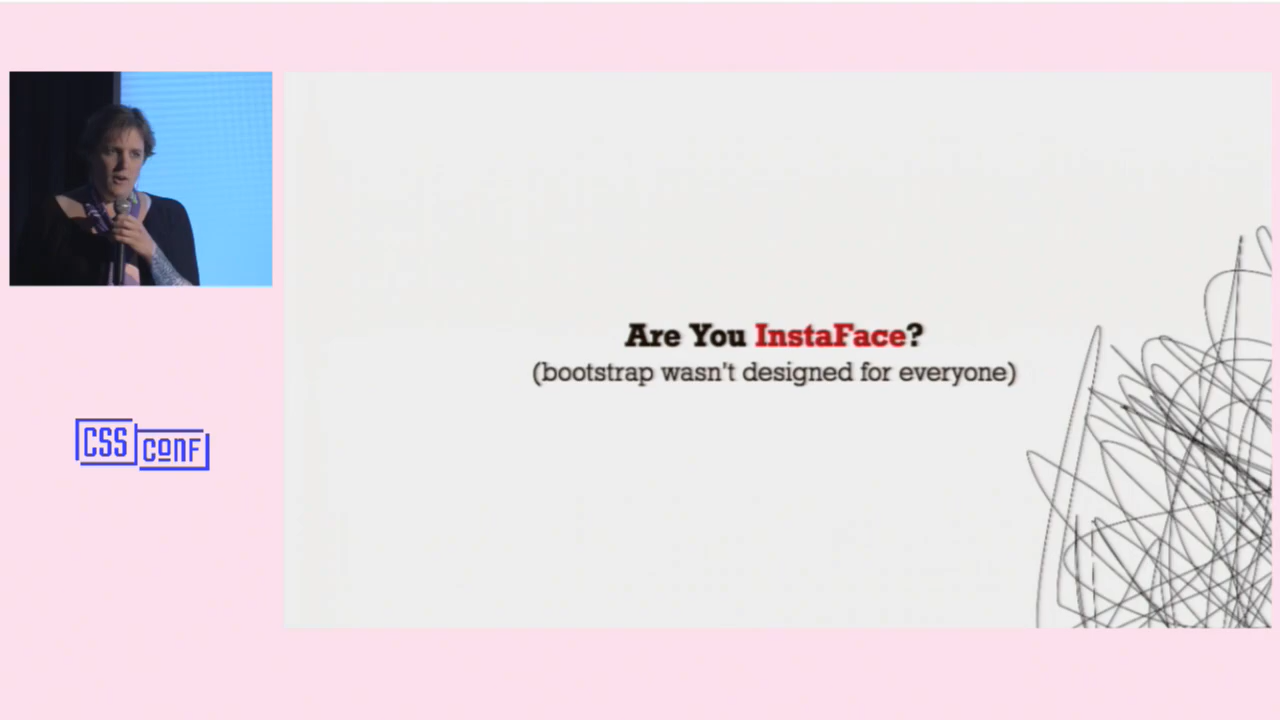 Are You InstaFace?
(bootstrap wasn't designed for everyone)
CSS
CONF